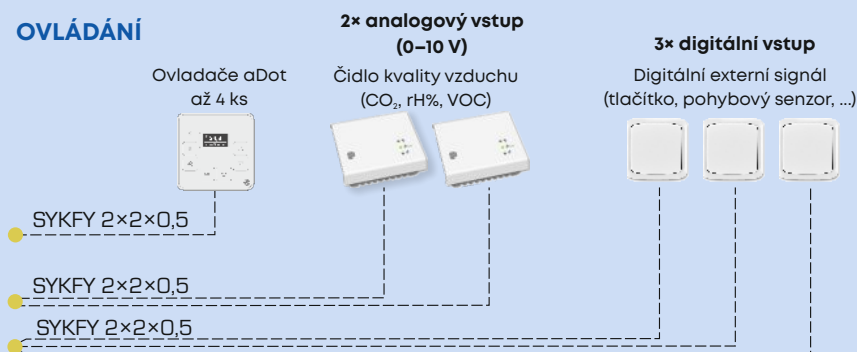 OVLÁDÁNÍ
2× analogový vstup
(0–10 V)
3× digitální vstup
Ovladače aDot
až 4 ks
Čidlo kvality vzduchu
(CO₂, rH%, VOC)
Digitální externí signál
(tlačítko, pohybový senzor, ...)
SYKFY 2×2×0,5
SYKFY 2×2×0,5
SYKFY 2×2×0,5